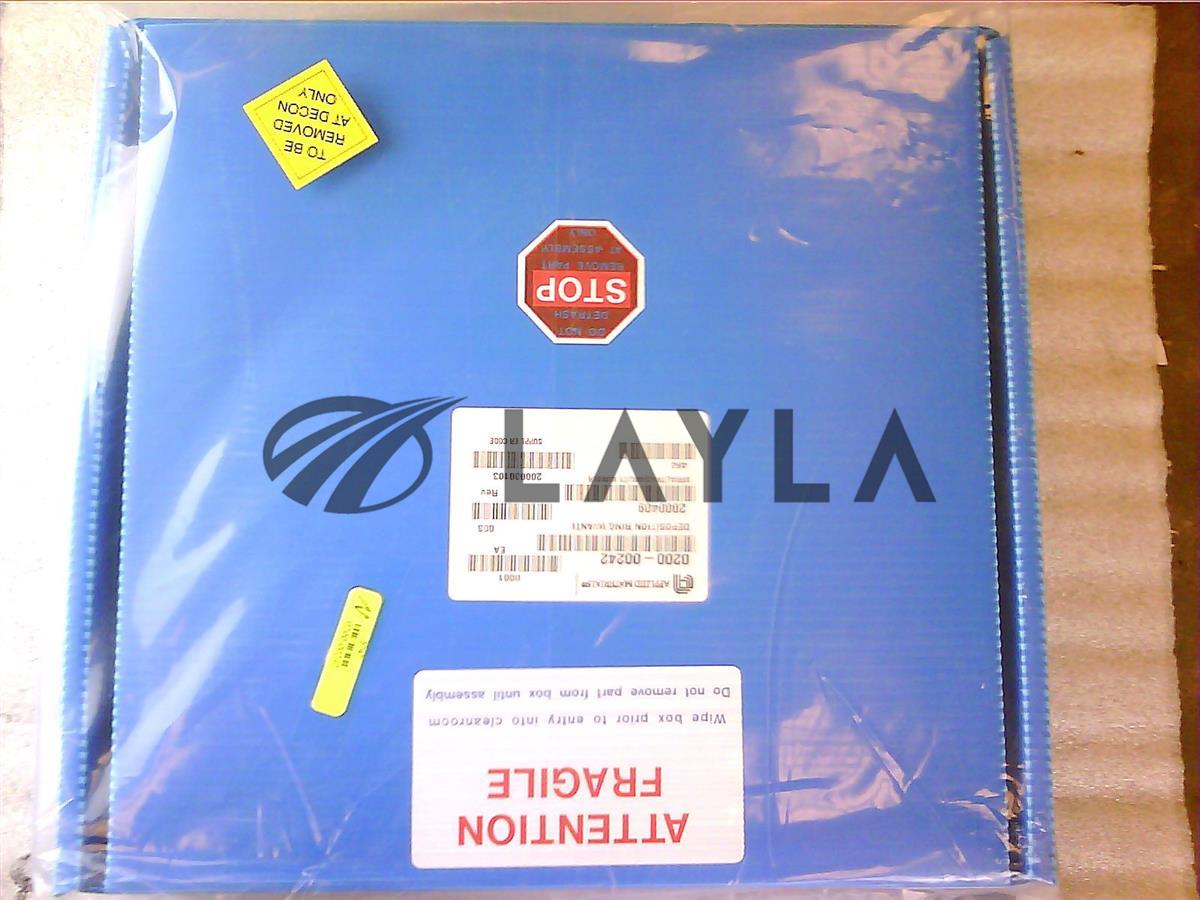 ATTENTION
FRAGILE
Wipe box prior to entry into cleanroom
Do not remove part from box until assembly
APPLIED MATERIALS
0001
0200-00242
EA
DEPOSITION RING W/ANTI
003
2000409
Rev
200030103
SUPPLIER CODE
LAYLA
DO NOT
DETRASH
STOP
REMOVE PART
AT ASSEMBLY
ONLY
TO BE
REMOVED
AT DECON
ONLY